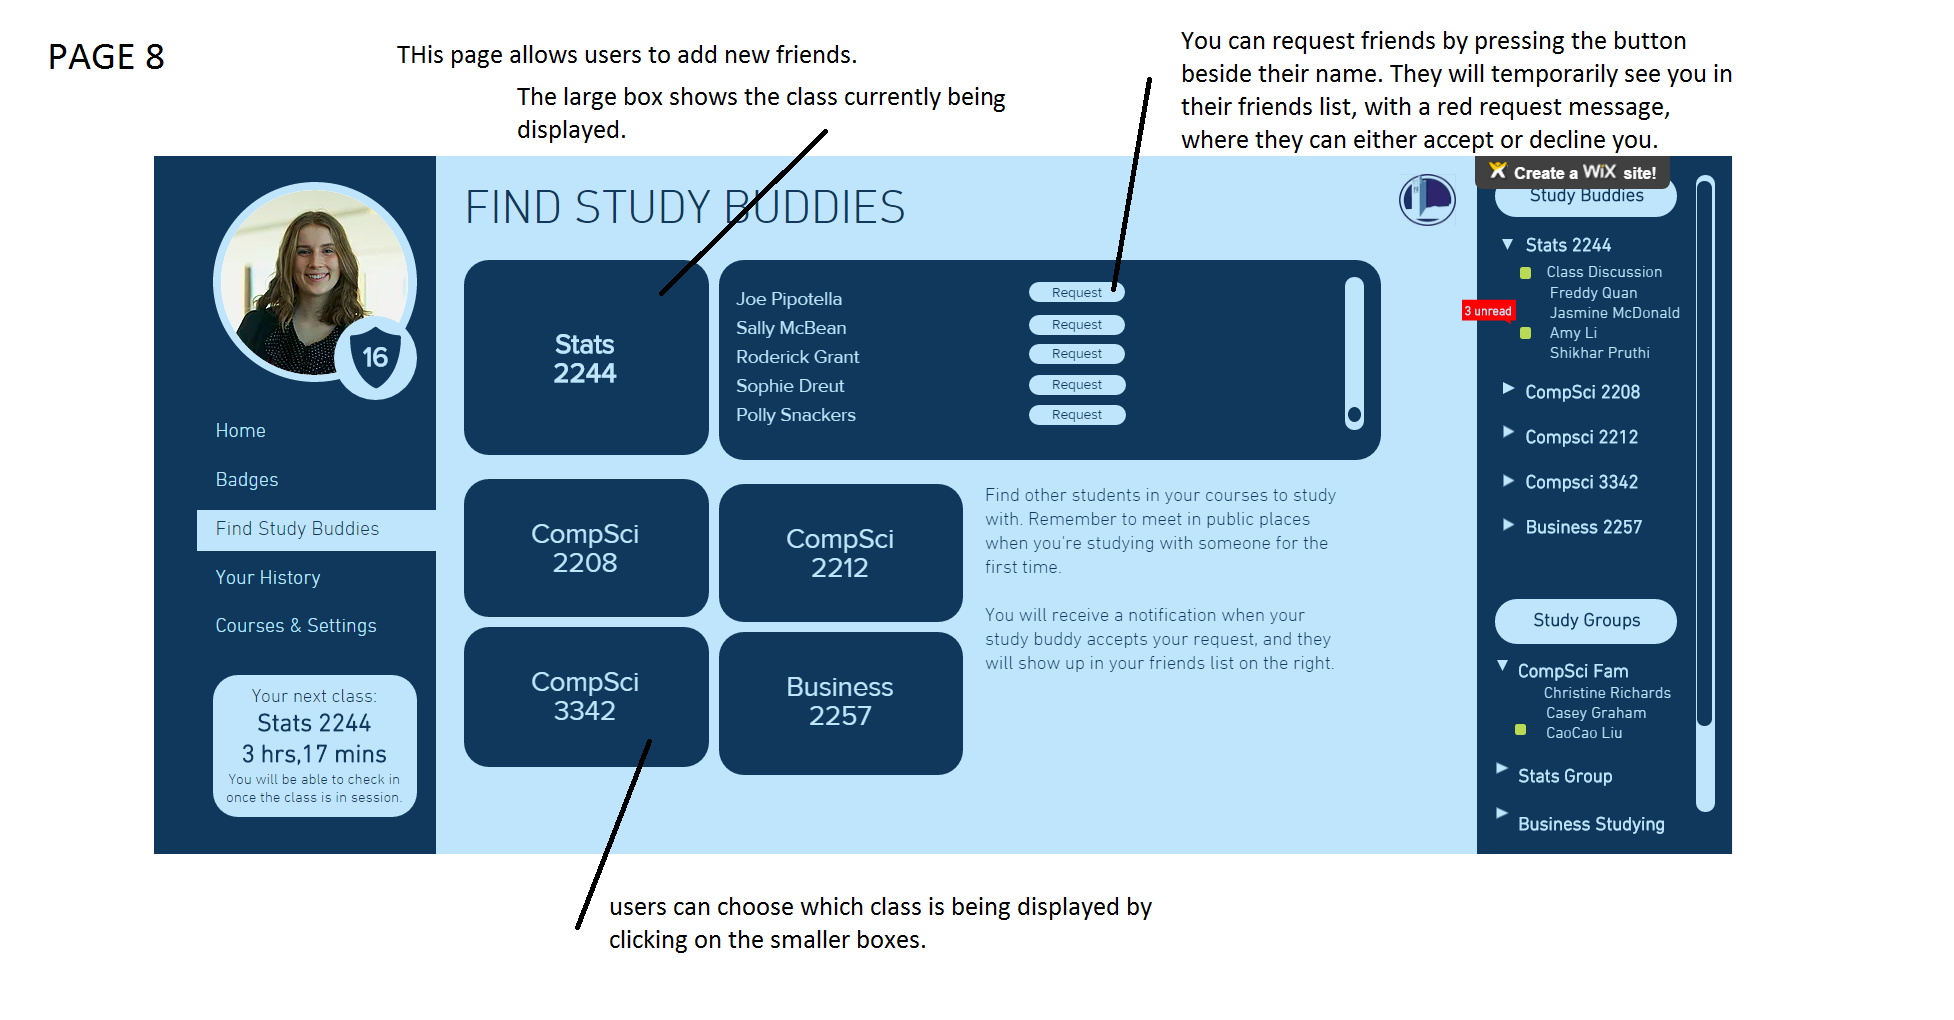 PAGE 8
THis page allows users to add new friends.
The large box shows the class currently being
displayed.
You can request friends by pressing the button
beside their name. They will temporarily see you in
their friends list, with a red request message,
where they can either accept or decline you.
16
Home
Badges
Find Study Buddies
Your History
Courses & Settings
Your next class:
Stats 2244
3 hrs,17 mins
You will be able to check in
once the class is in session.
FIND STUDY BUDDIES
Stats
2244
Joe Pipotella Request
Sally McBean Request
Roderick Grant Request
Sophie Dreut Request
Polly Snackers Request
CompSci
2208
CompSci
2212
CompSci
3342
Business
2257
Find other students in your courses to study
with. Remember to meet in public places
when you're studying with someone for the
first time.
You will receive a notification when your
study buddy accepts your request, and they
will show up in your friends list on the right.
Create a WiX site!
Study Buddies
Stats 2244
Class Discussion
Freddy Quan
Jasmine McDonald
3 unread
Amy Li
Shikhar Pruthi
CompSci 2208
Compsci 2212
Compsci 3342
Business 2257
Study Groups
CompSci Fam
Christine Richards
Casey Graham
CaoCao Liu
Stats Group
Business Studying
users can choose which class is being displayed by
clicking on the smaller boxes.